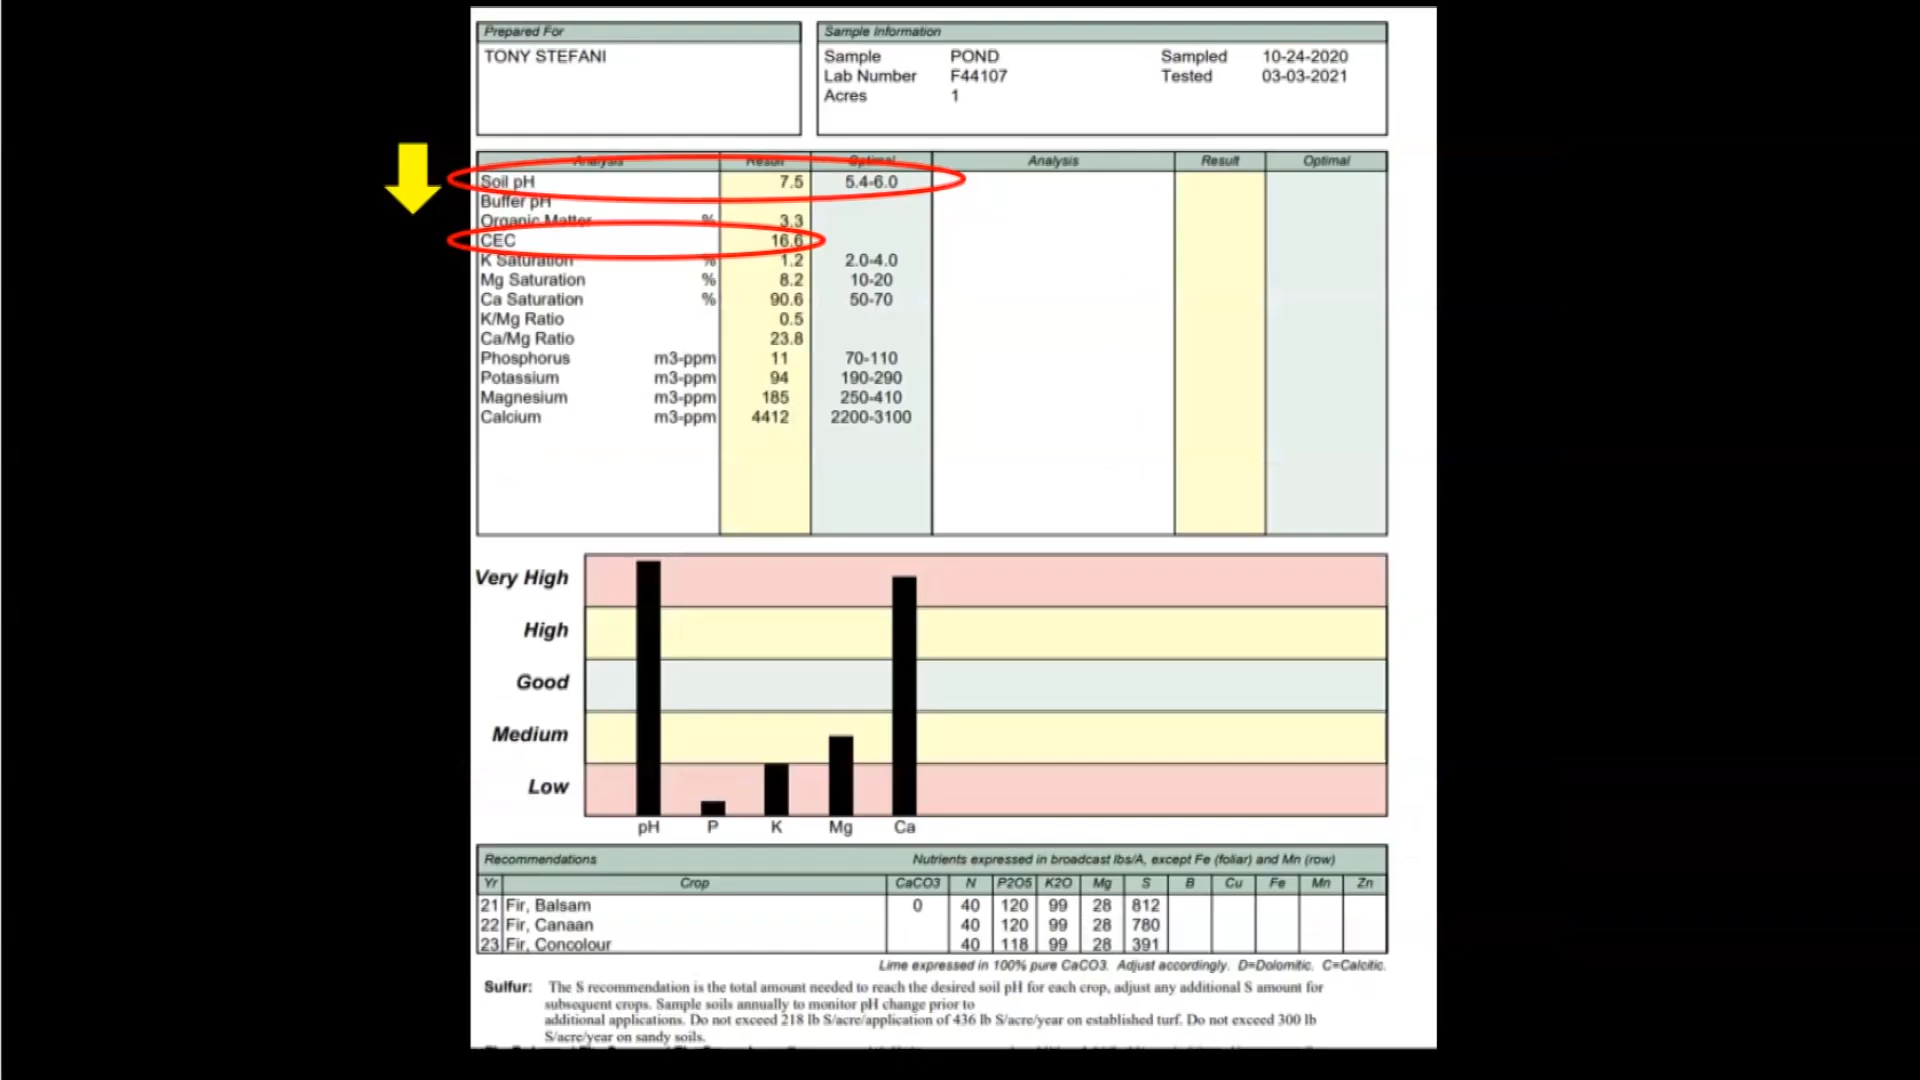 Prepared For
TONY STEFANI
Sample Information
Sample POND Sampled 10-24-2020
Lab Number F44107 Tested 03-03-2021
Acres 1
Analysis Result Optimal Analysis Result Optimal
Soil pH 7.5 5.4-6.0
Buffer pH
Organic Matter % 3.3
CEC 16.6
K Saturation % 1.2 2.0-4.0
Mg Saturation % 8.2 10-20
Ca Saturation % 90.6 50-70
K/Mg Ratio 0.5
Ca/Mg Ratio 23.8
Phosphorus m3-ppm 11 70-110
Potassium m3-ppm 94 190-290
Magnesium m3-ppm 185 250-410
Calcium m3-ppm 4412 2200-3100
Very High
High
Good
Medium
Low
pH P K Mg Ca
Recommendations Nutrients expressed in broadcast lbs/A, except Fe (foliar) and Mn (row)
Yr Crop CaCO3 N P2O5 K2O Mg S B Cu Fe Mn Zn
21 Fir, Balsam 0 40 120 99 28 812
22 Fir, Canaan 40 120 99 28 780
23 Fir, Concolour 40 118 99 28 391
Lime expressed in 100% pure CaCO3. Adjust accordingly. D=Dolomitic. C=Calcitic.
Sulfur: The S recommendation is the total amount needed to reach the desired soil pH for each crop, adjust any additional S amount for
subsequent crops. Sample soils annually to monitor pH change prior to
additional applications. Do not exceed 218 lb S/acre/application of 436 lb S/acre/year on established turf. Do not exceed 300 lb
S/acre/year on sandy soils.